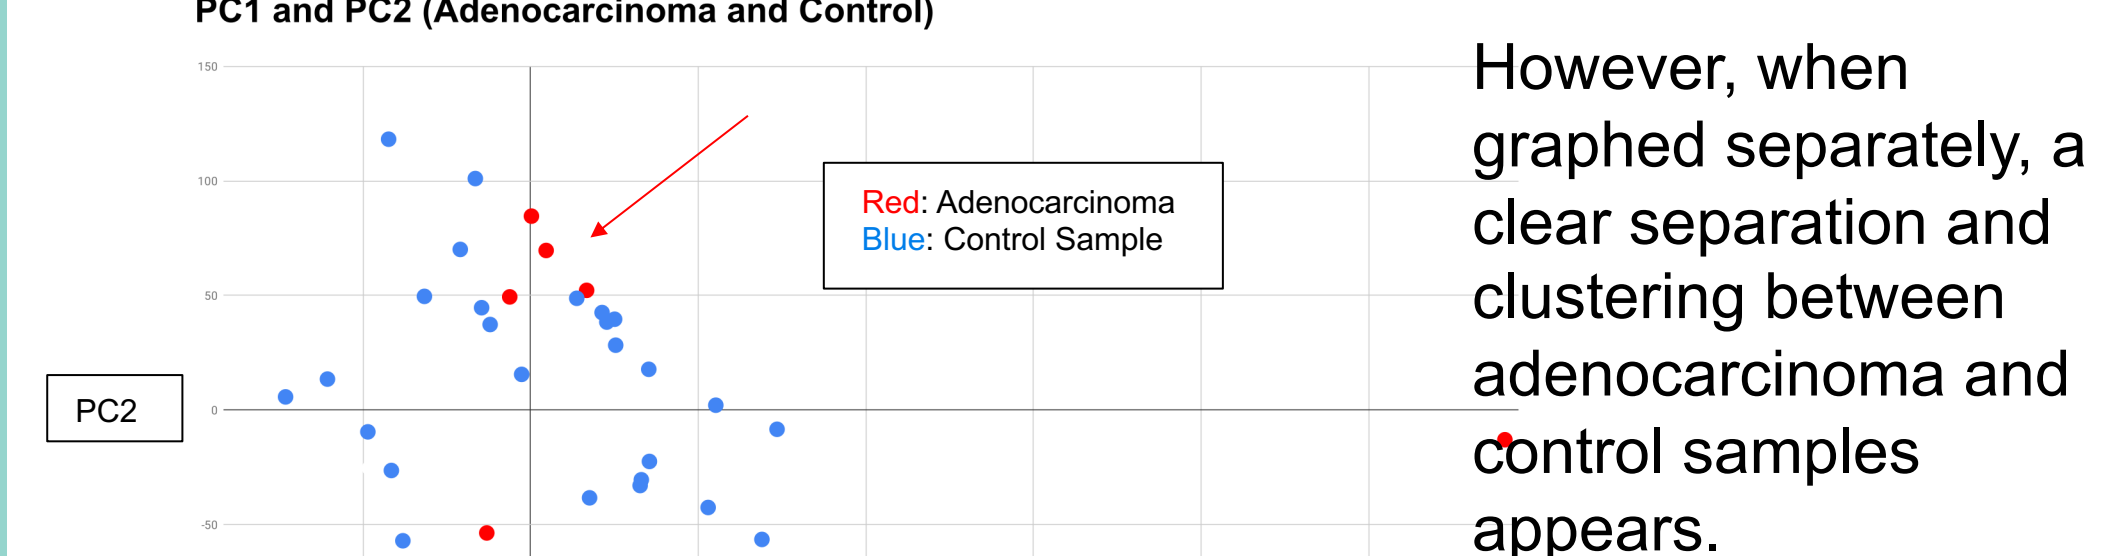 PC1 and PC2 (Adenocarcinoma and Control)
150
100
50
0
-50
PC2
Red: Adenocarcinoma
Blue: Control Sample
However, when
graphed separately, a
clear separation and
clustering between
adenocarcinoma and
control samples
appears.